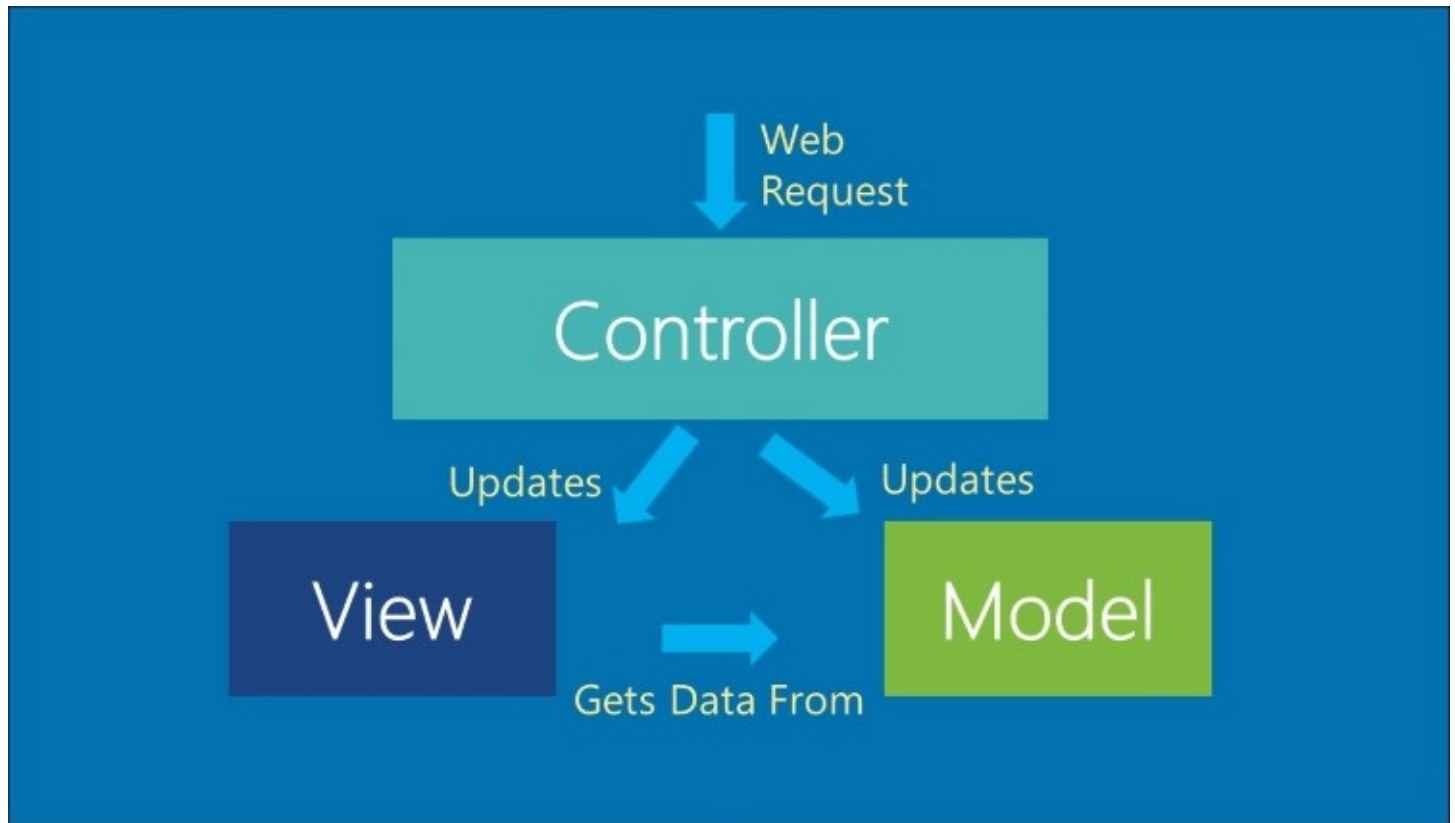 Web
Request
Controller
Updates
Updates
View
Model
Gets Data From